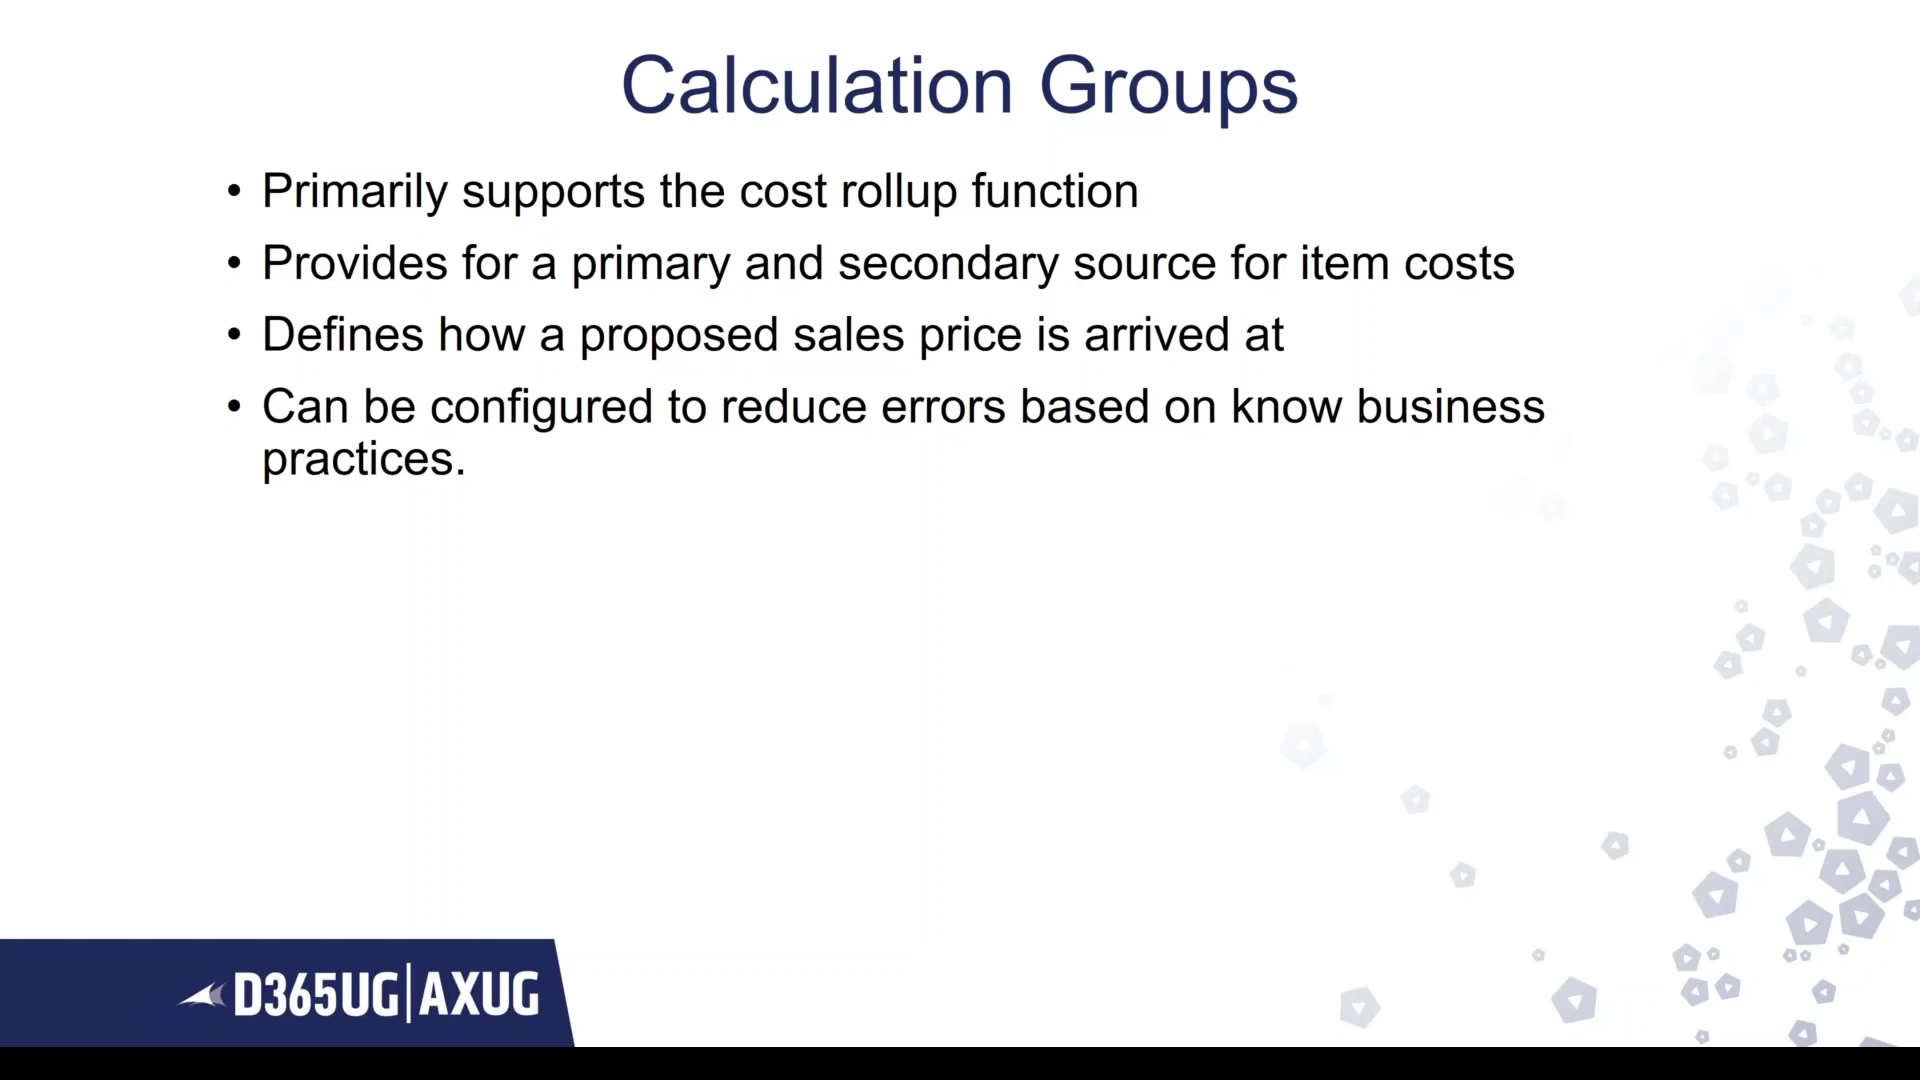 Calculation Groups
• Primarily supports the cost rollup function
• Provides for a primary and secondary source for item costs
• Defines how a proposed sales price is arrived at
• Can be configured to reduce errors based on know business
practices.
D365UG|AXUG